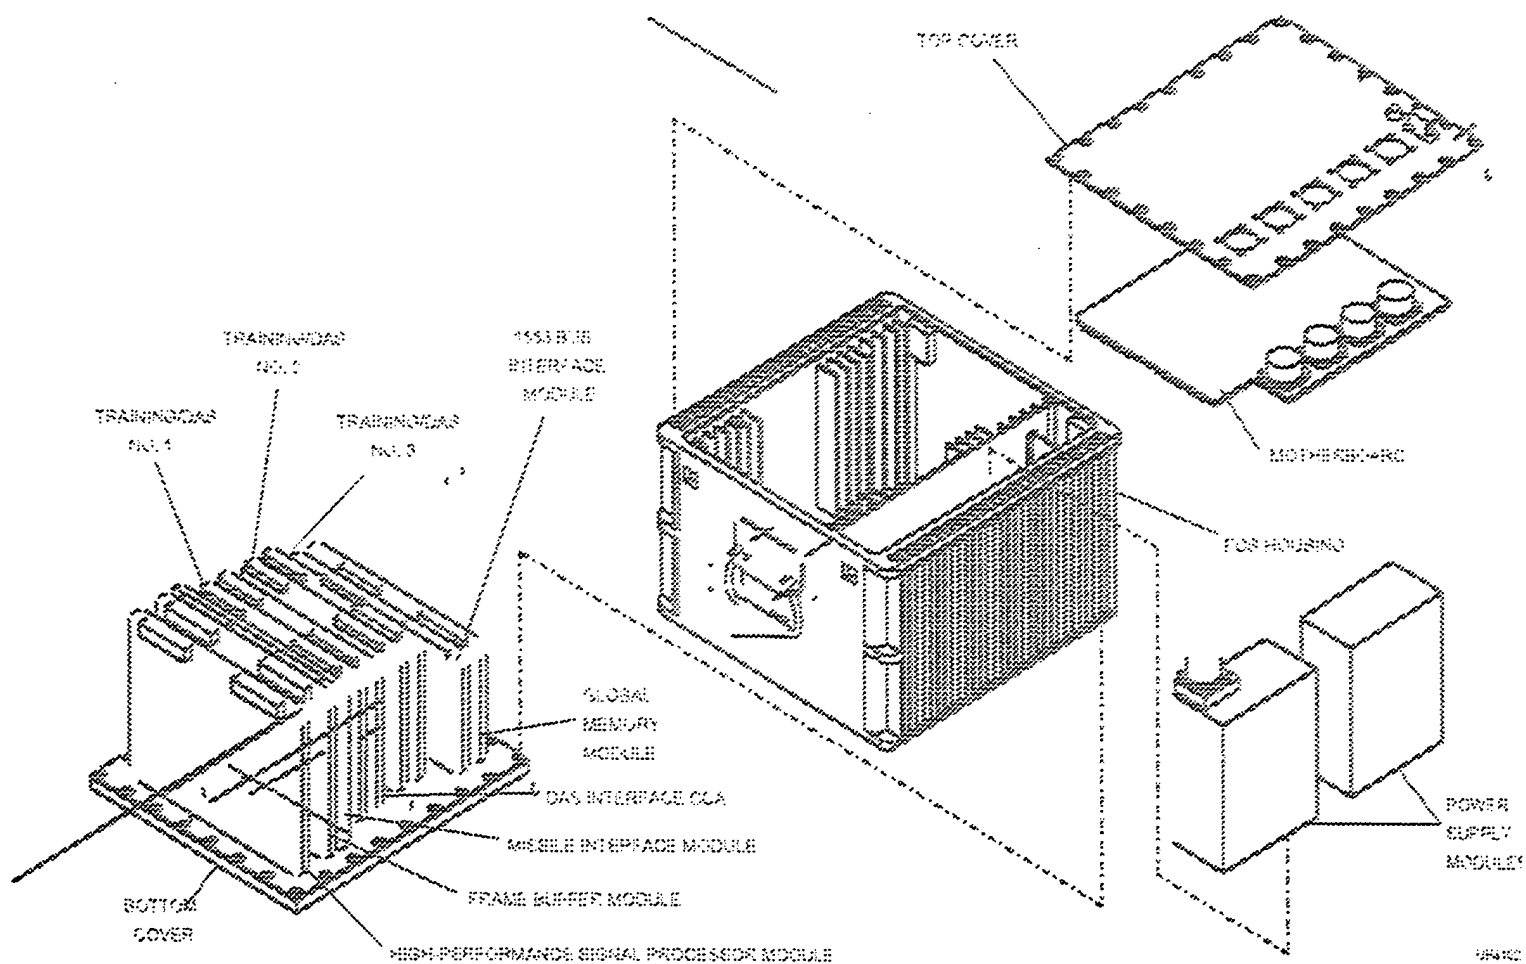 TOP COVER
TRAINING/DAS
NO. 2
1553 BUS
INTERFACE
MODULE
TRAINING/DAS
NO. 1
TRAINING/DAS
NO. 3
MOTHERBOARD
HOUSING
GLOBAL
MEMORY
MODULE
DAS INTERFACE CCA
MISSILE INTERFACE MODULE
POWER
SUPPLY
MODULES
FRAME BUFFER MODULE
BOTTOM
COVER
HIGH-PERFORMANCE SIGNAL PROCESSOR MODULE